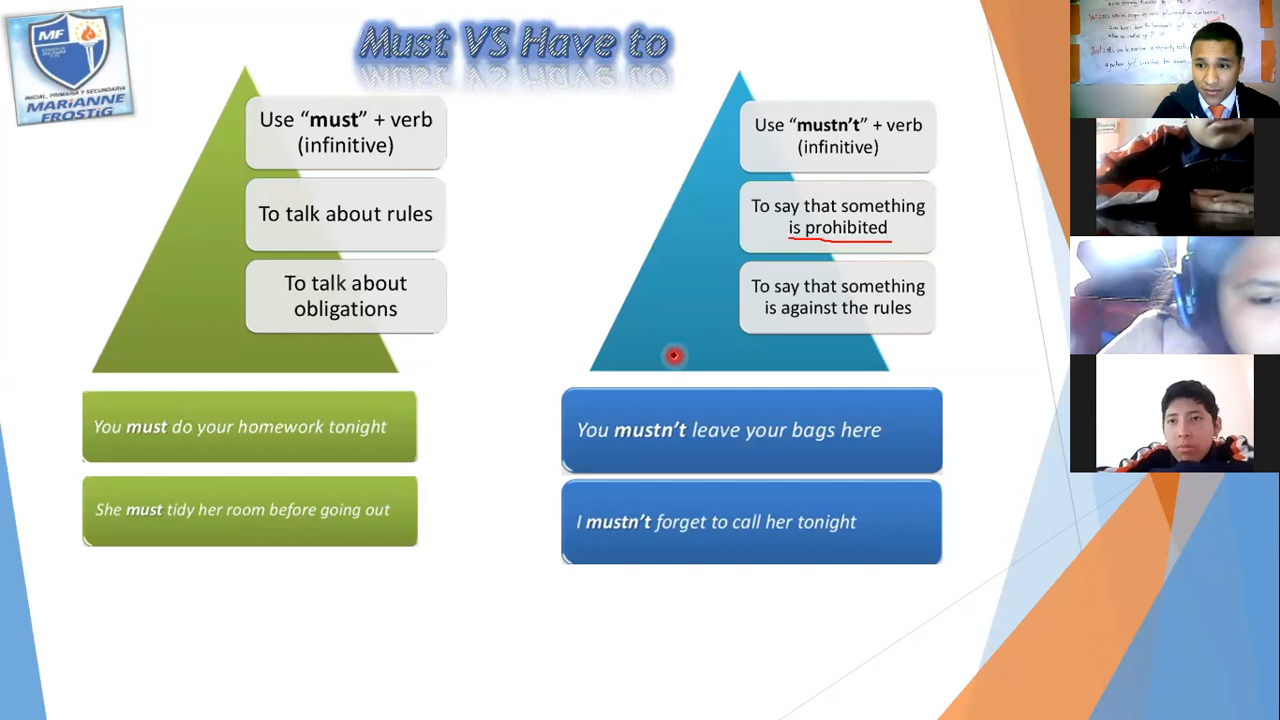 Must VS Have to
MF
INICIAL, PRIMARIA Y SECUNDARIA
MARiANNE
FROSTiG
Use “must” + verb
(infinitive)
To talk about rules
To talk about
obligations
You must do your homework tonight
She must tidy her room before going out
Use “mustn’t” + verb
(infinitive)
To say that something
is prohibited
To say that something
is against the rules
You mustn’t leave your bags here
I mustn’t forget to call her tonight